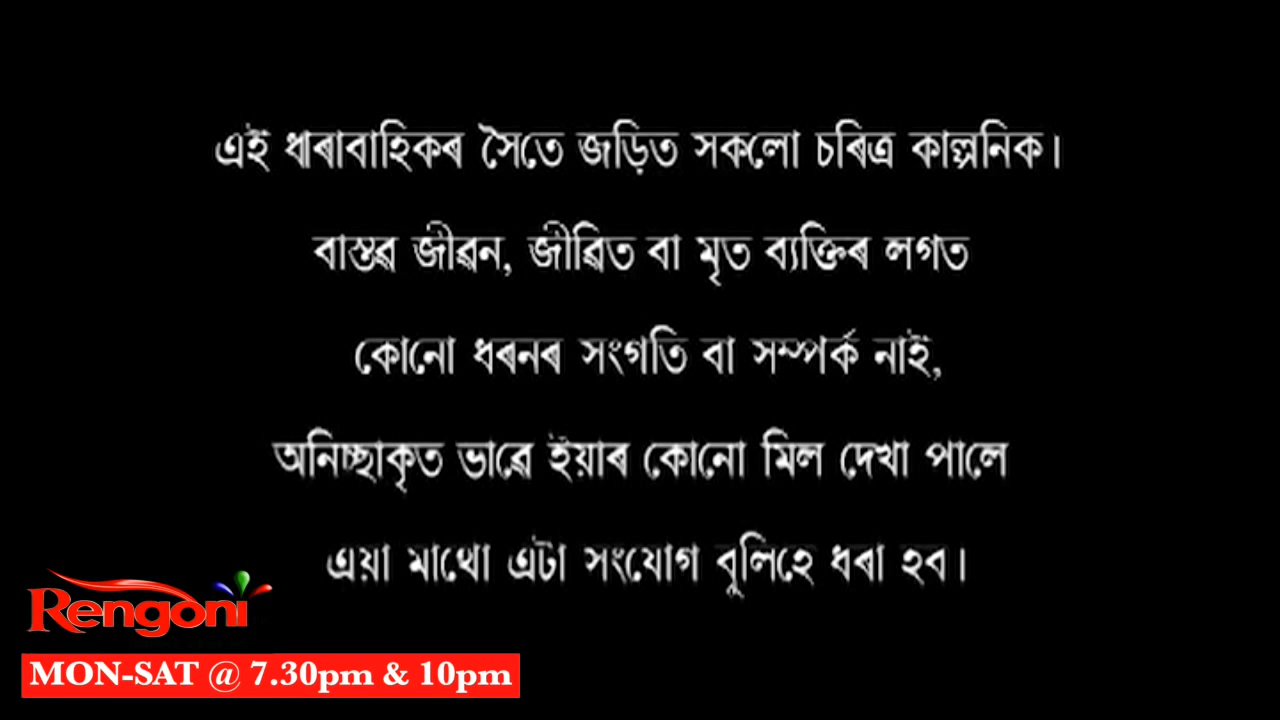 এই ধাৰাবাহিকৰ সৈতে জড়িত সকলো চৰিত্ৰ কাল্পনিক।
বাস্তৱ জীৱন, জীৱিত বা মৃত ব্যক্তিৰ লগত
কোনো ধৰনৰ সংগতি বা সম্পৰ্ক নাই,
অনিচ্ছাকৃত ভাৱে ইয়াৰ কোনো মিল দেখা পালে
এয়া মাথো এটা সংযোগ বুলিহে ধৰা হব।
Rengoni
MON-SAT @ 7.30pm & 10pm